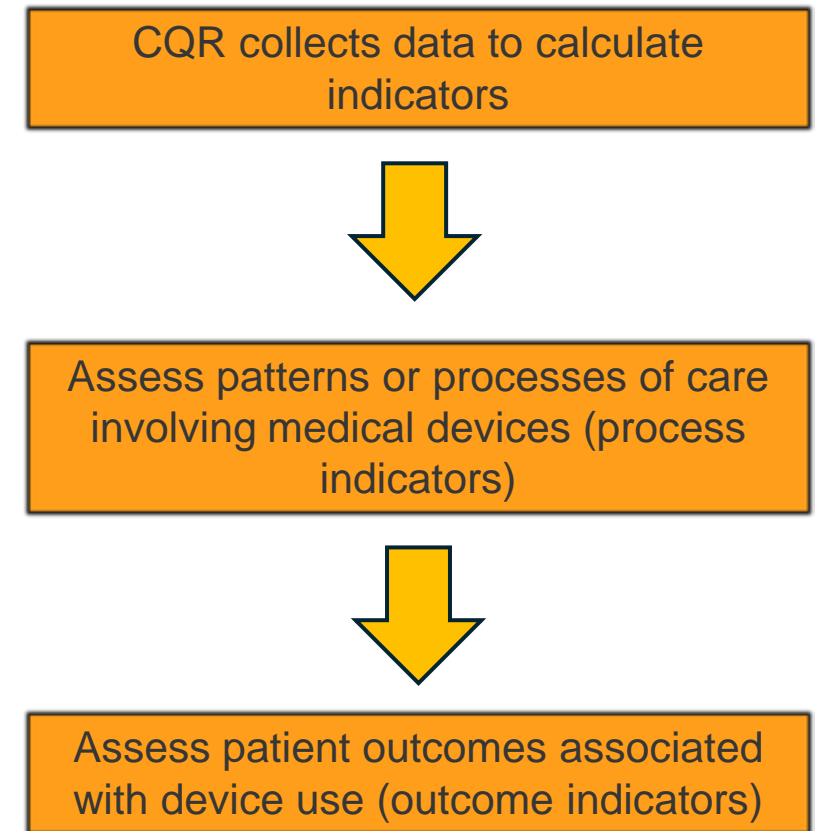 CQR collects data to calculate
indicators
Assess patterns or processes of care
involving medical devices (process
indicators)
Assess patient outcomes associated
with device use (outcome indicators)